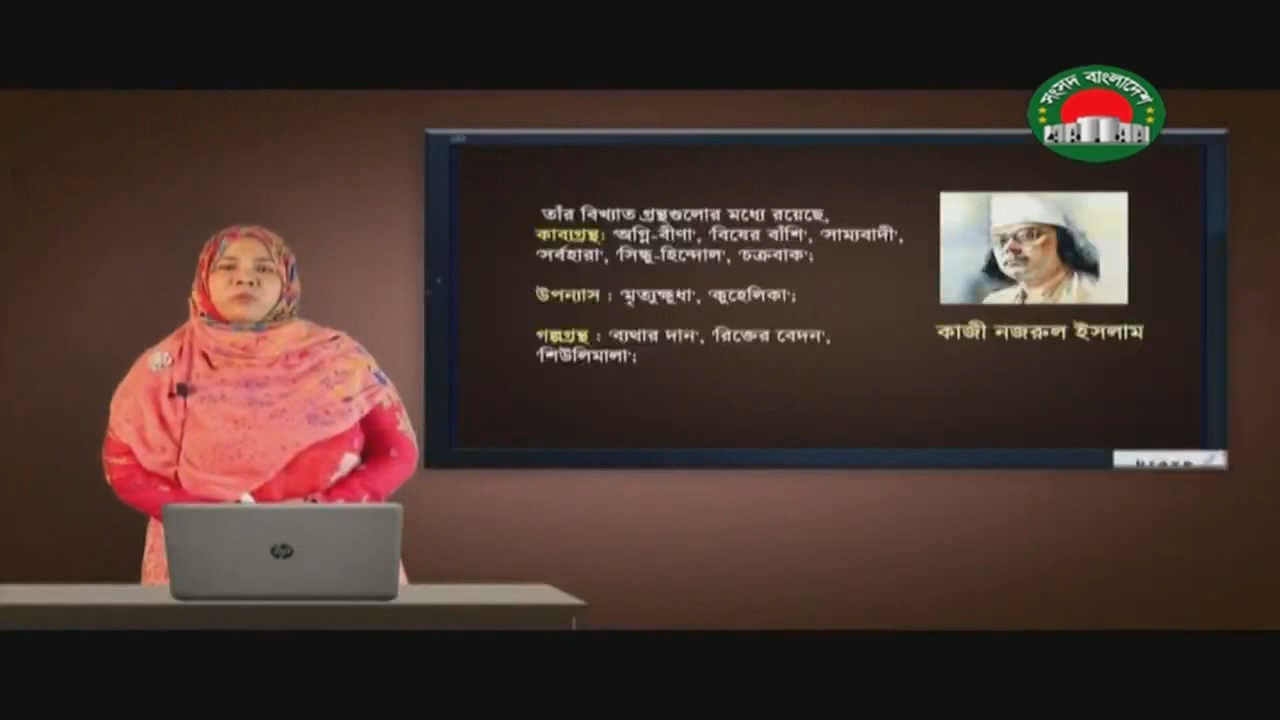 সংসদ বাংলাদেশ
তাঁর বিখ্যাত গ্রন্থগুলোর মধ্যে রয়েছে,
কাব্যগ্রন্থ: 'অগ্নি-বীণা', 'বিষের বাঁশি', 'সাম্যবাদী',
'সর্বহারা', 'সিন্ধু-হিন্দোল', 'চক্রবাক';
উপন্যাস : 'মৃত্যুক্ষুধা', 'কুহেলিকা';
গল্পগ্রন্থ : 'ব্যথার দান', 'রিক্তের বেদন',
'শিউলিমালা';
কাজী নজরুল ইসলাম
hp